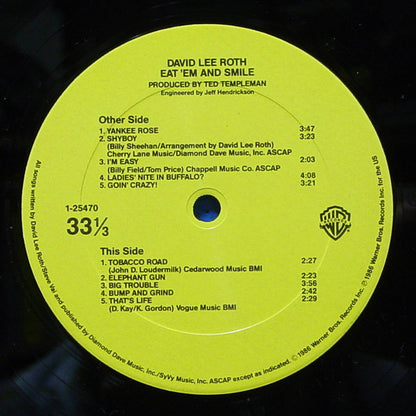 DAVID LEE ROTH
EAT 'EM AND SMILE
PRODUCED BY TED TEMPLEMAN
Engineered by Jeff Hendrickson
Other Side
1. YANKEE ROSE 3:47
2. SHYBOY 3:23
(Billy Sheehan/Arrangement by David Lee Roth)
Cherry Lane Music/Diamond Dave Music, Inc. ASCAP
3. I'M EASY 2:03
(Billy Field/Tom Price) Chappell Music Co. ASCAP
4. LADIES' NITE IN BUFFALO? 4:08
5. GOIN' CRAZY! 3:21
1-25470
33 1/3
This Side
1. TOBACCO ROAD 2:27
(John D. Loudermilk) Cedarwood Music BMI
2. ELEPHANT GUN 2:23
3. BIG TROUBLE 3:56
4. BUMP AND GRIND 2:42
5. THAT'S LIFE 2:29
(D. Kay/K. Gordon) Vogue Music BMI
All songs written by David Lee Roth/Steve Vai and published by Diamond Dave Music, Inc./SyVy Music, Inc. ASCAP except as indicated. © 1986 Warner Bros. Records Inc. ℗ 1986 Warner Bros. Records Inc. for the US